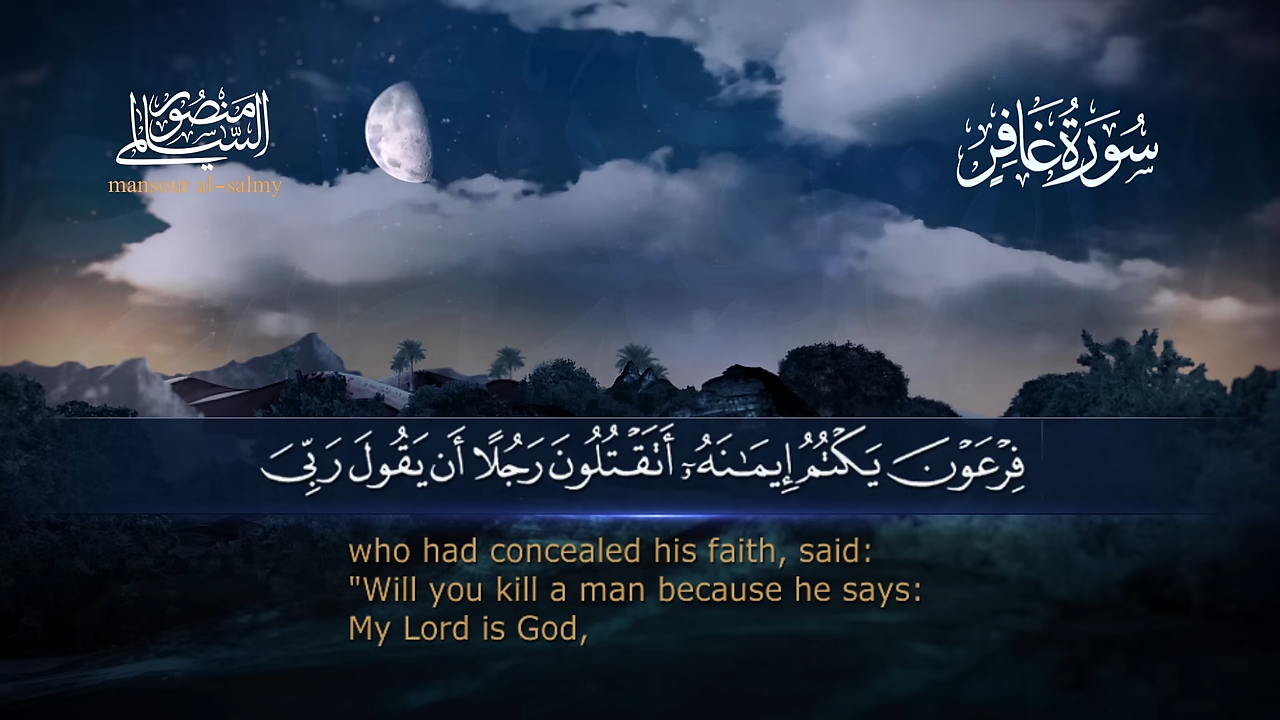 منصور السالمي
mansour al-salmy
سُورَةُ غَافِرٍ
فِرْعَوْنَ يَكْتُمُ إِيمَـٰنَهُۥٓ أَتَقْتُلُونَ رَجُلًا أَن يَقُولَ رَبِّىَ
who had concealed his faith, said:
"Will you kill a man because he says:
My Lord is God,